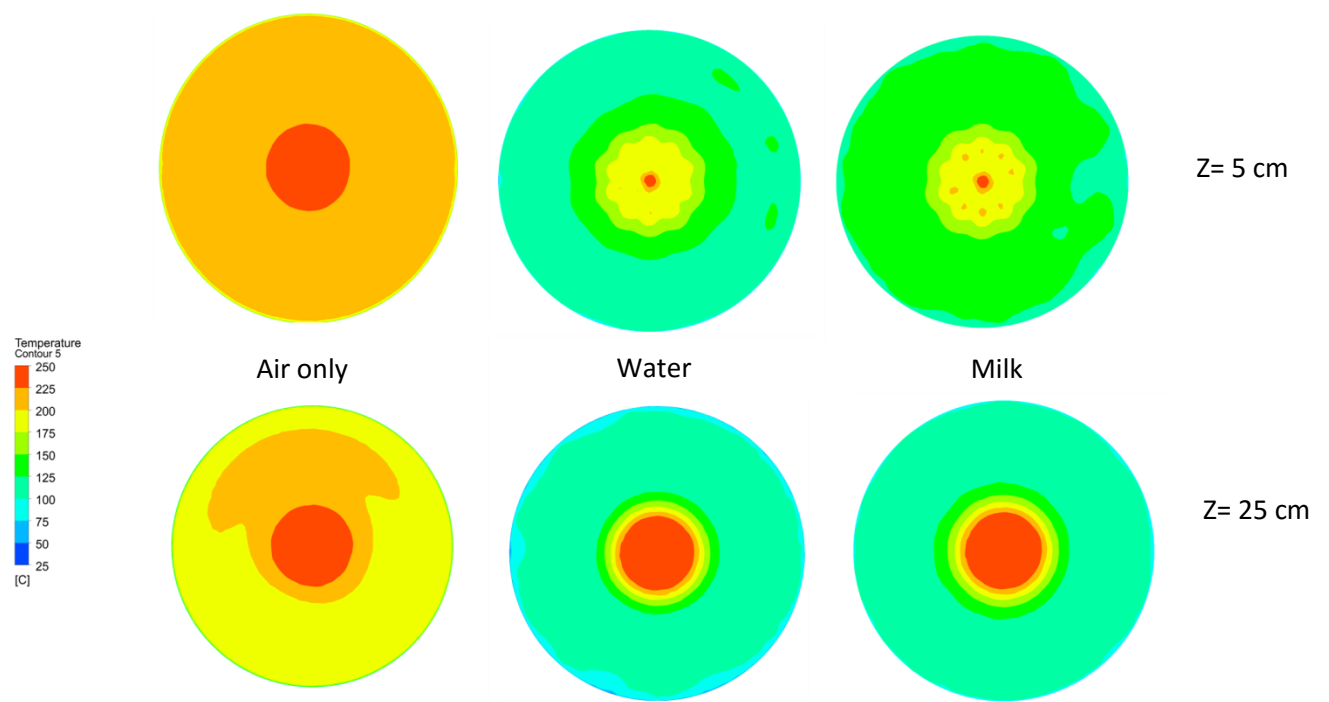 Z= 5 cm
Temperature
Contour 5
250
225
200
175
150
125
100
75
50
25
[C]
Air only
Water
Milk
Z= 25 cm